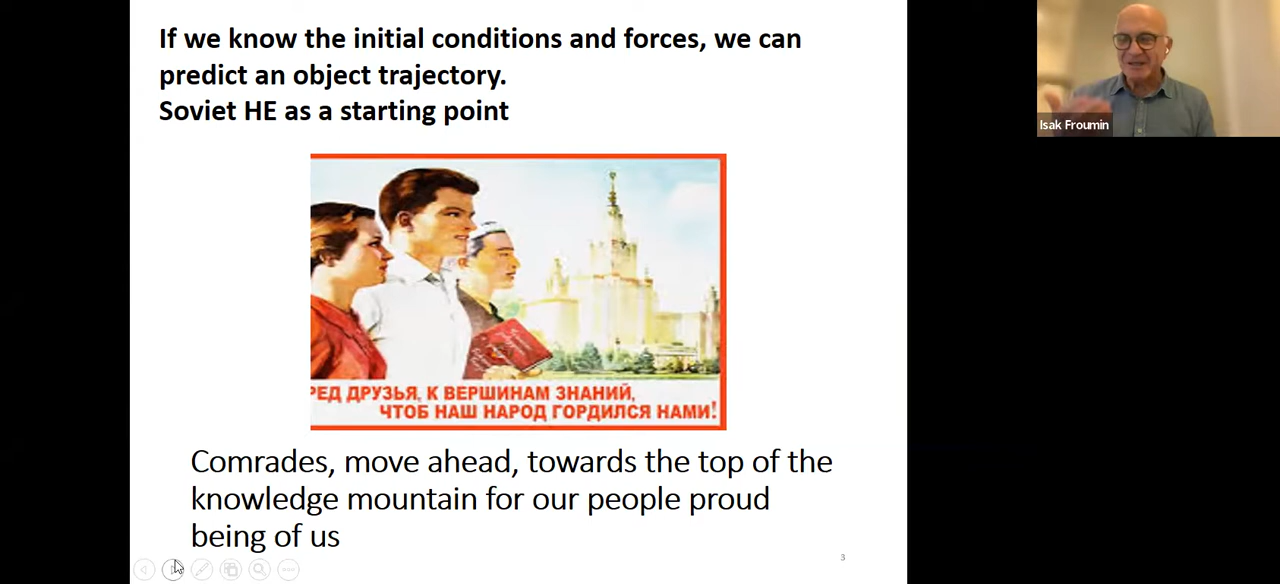 If we know the initial conditions and forces, we can
predict an object trajectory.
Soviet HE as a starting point
Isak Froumin
РЕД ДРУЗЬЯ, К ВЕРШИНАМ ЗНАНИЙ,
ЧТОБ НАШ НАРОД ГОРДИЛСЯ НАМИ!
Comrades, move ahead, towards the top of the
knowledge mountain for our people proud
being of us
3